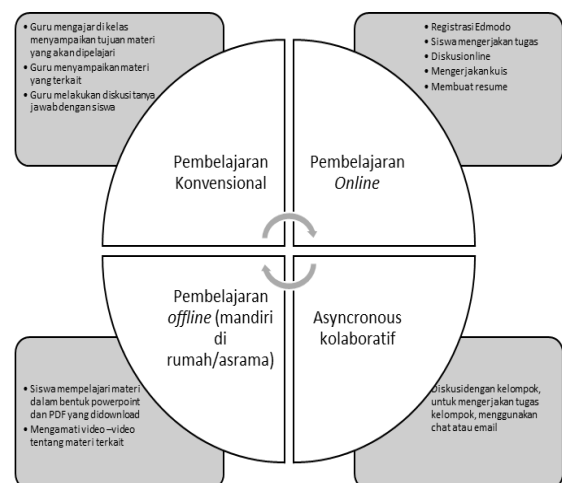 • Guru mengajar di kelas
menyampaikan tujuan materi
yang akan dipelajari
• Guru menyampaikan materi
yang terkait
• Guru melakukan diskusi tanya
jawab dengan siswa
• Registrasi Edmodo
• Siswa mengerjakan tugas
• Diskusi online
• Mengerjakan kuis
• Membuat resume
Pembelajaran
Konvensional
Pembelajaran
Online
Pembelajaran
offline (mandiri
di
rumah/asrama)
Asyncronous
kolaboratif
• Siswa mempelajari materi
dalam bentuk powerpoint
dan PDF yang didownload
• Mengamati video –video
tentang materi terkait
Diskusi dengan kelompok,
untuk mengerjakan tugas
kelompok, menggunakan
chat atau email